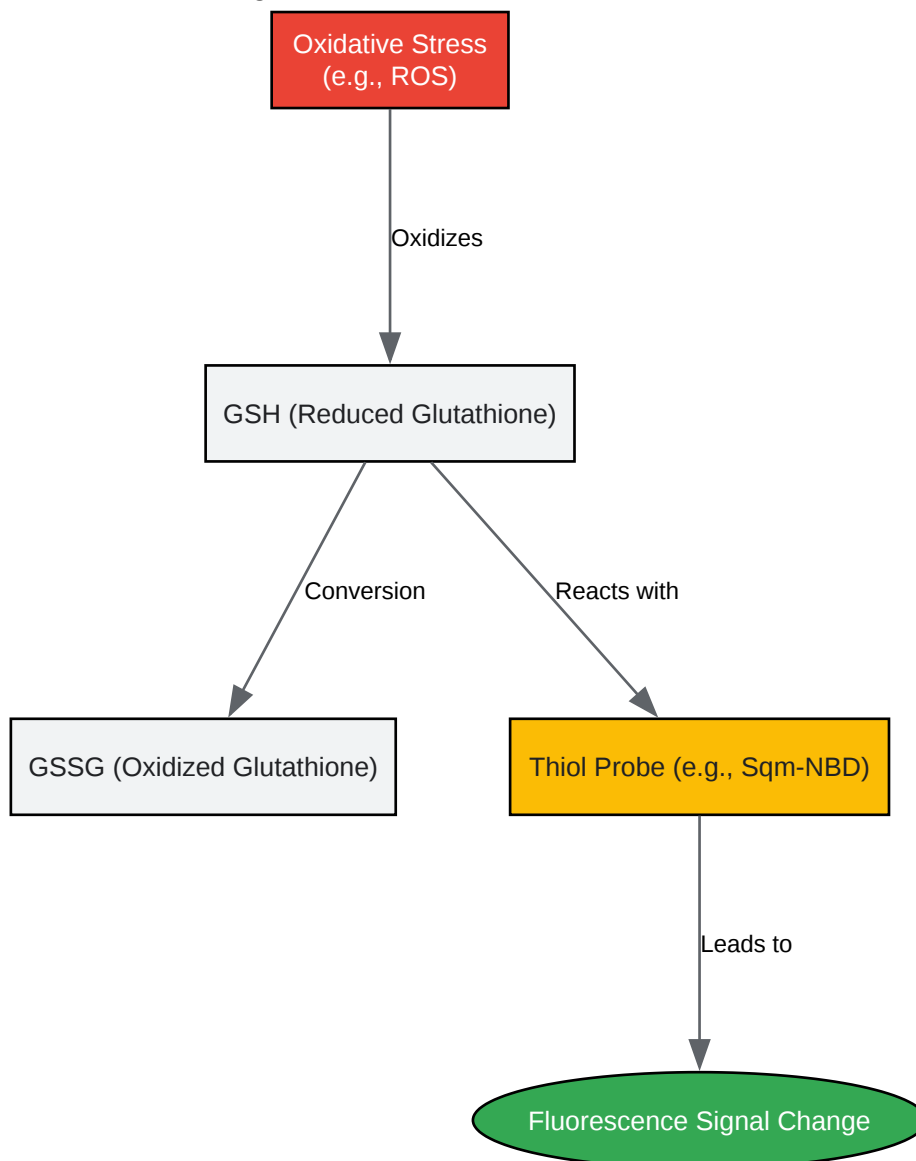 Oxidative Stress
(e.g., ROS)
Oxidizes
GSH (Reduced Glutathione)
Conversion
Reacts with
GSSG (Oxidized Glutathione)
Thiol Probe (e.g., Sqm-NBD)
Leads to
Fluorescence Signal Change